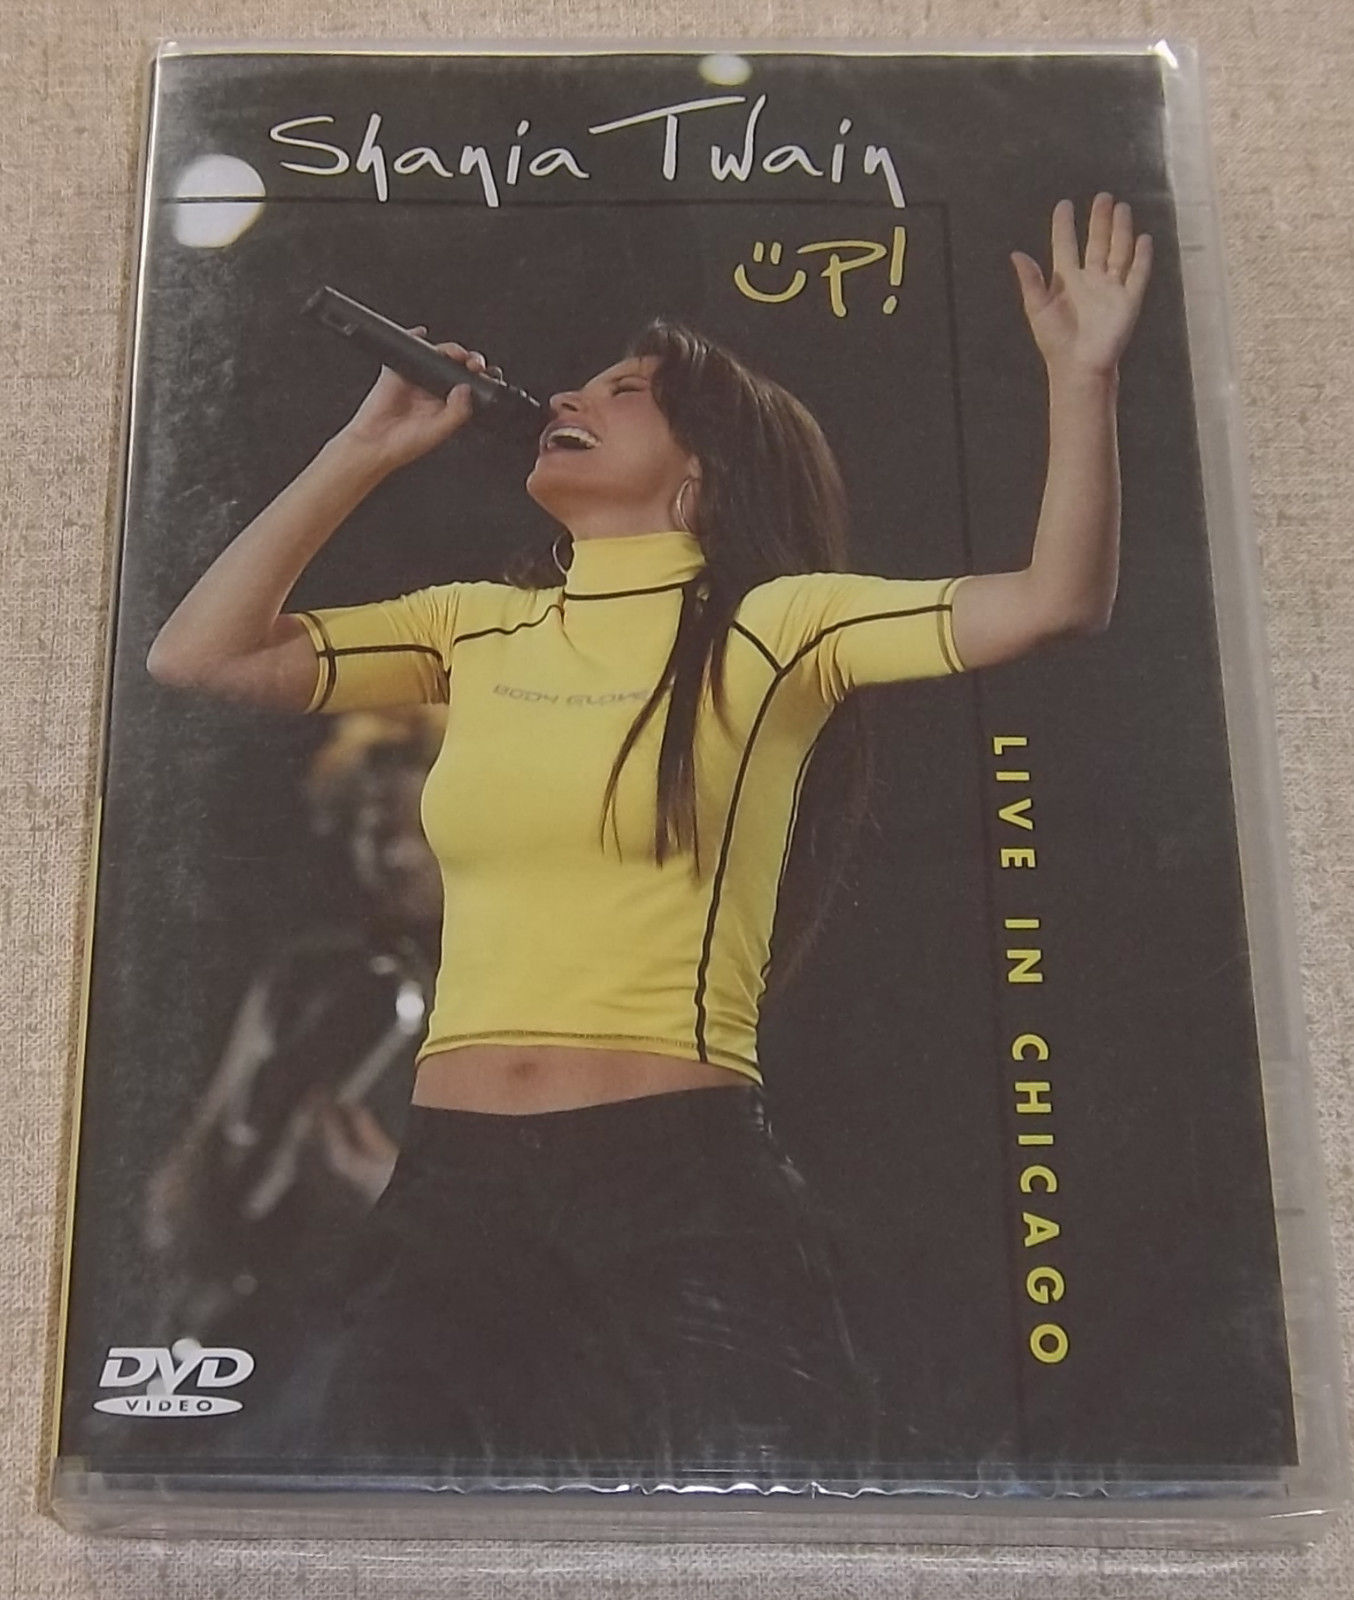 Shania Twain
UP!
BODY GLOVE
LIVE IN CHICAGO
DVD
VIDEO